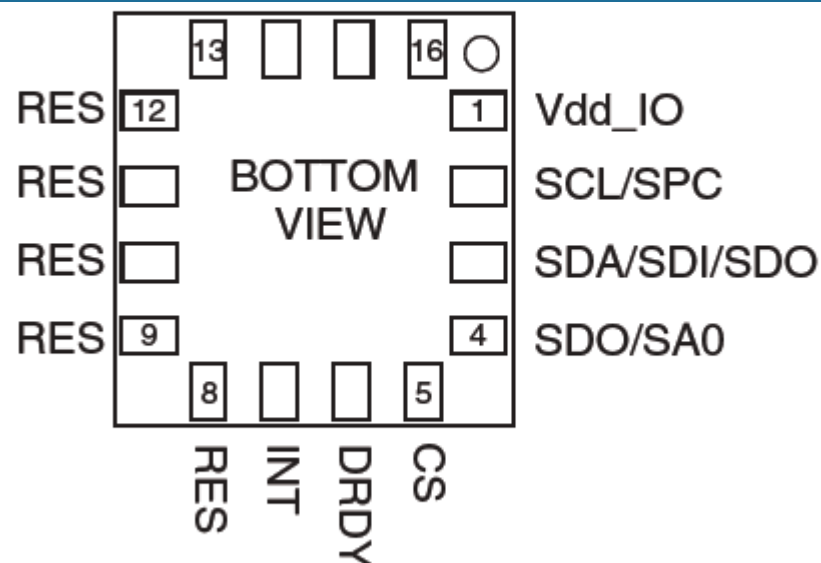 13 16
RES 12 1 Vdd_IO
RES BOTTOM SCL/SPC
VIEW
RES SDA/SDI/SDO
RES 9 4 SDO/SA0
8 5
RES INT DRDY CS